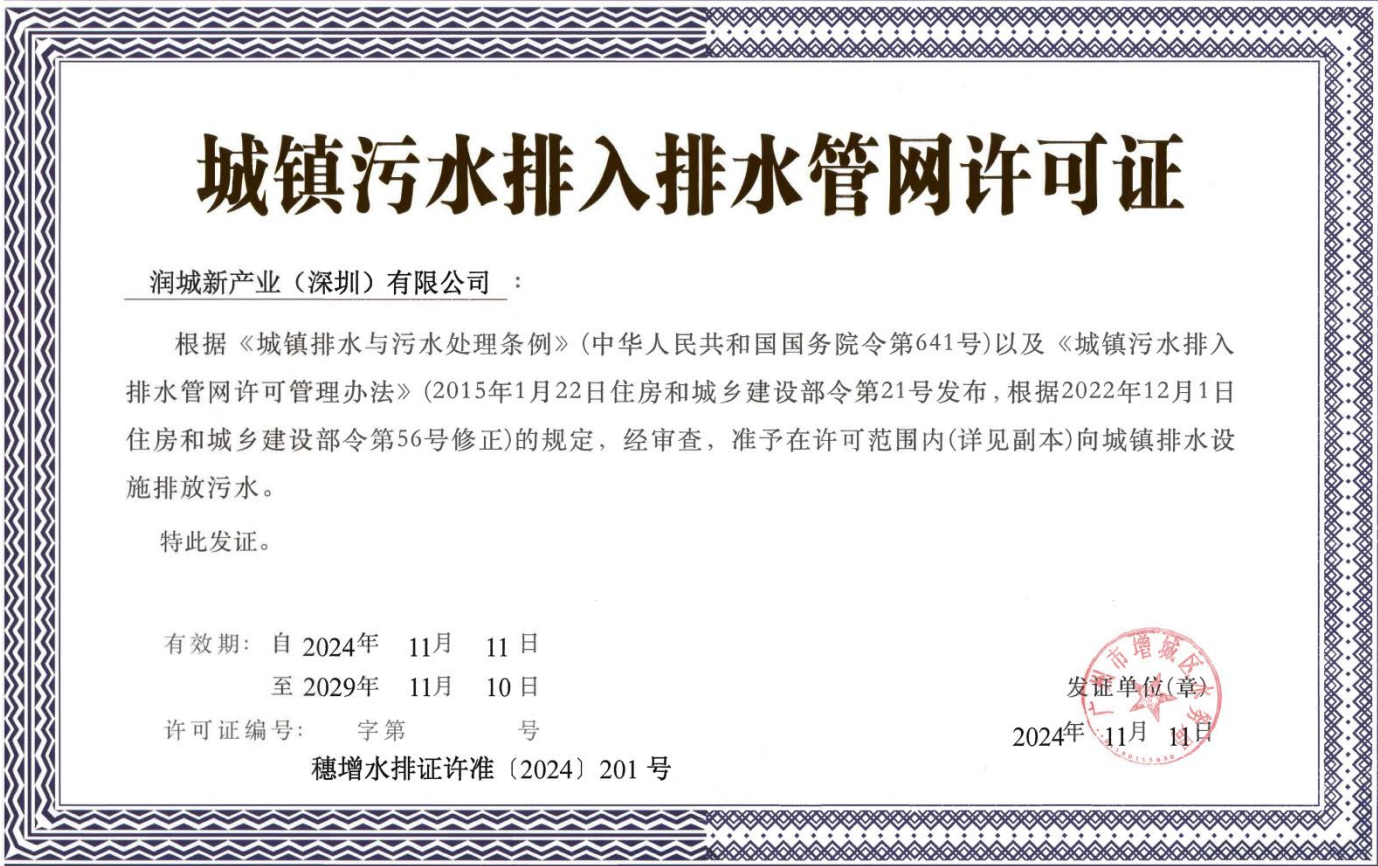 城镇污水排入排水管网许可证
润城新产业（深圳）有限公司 ：
根据《城镇排水与污水处理条例》(中华人民共和国国务院令第641号)以及《城镇污水排入
排水管网许可管理办法》(2015年1月22日住房和城乡建设部令第21号发布,根据2022年12月1日
住房和城乡建设部令第56号修正)的规定，经审查，准予在许可范围内(详见副本)向城镇排水设
施排放污水。
特此发证。
有效期：自 2024年 11月 11 日
至 2029年 11月 10 日
许可证编号： 字第 号
穗增水排证许准〔2024〕201 号
发证单位(章)
2024年 11月 11日
广州市增城区水务局